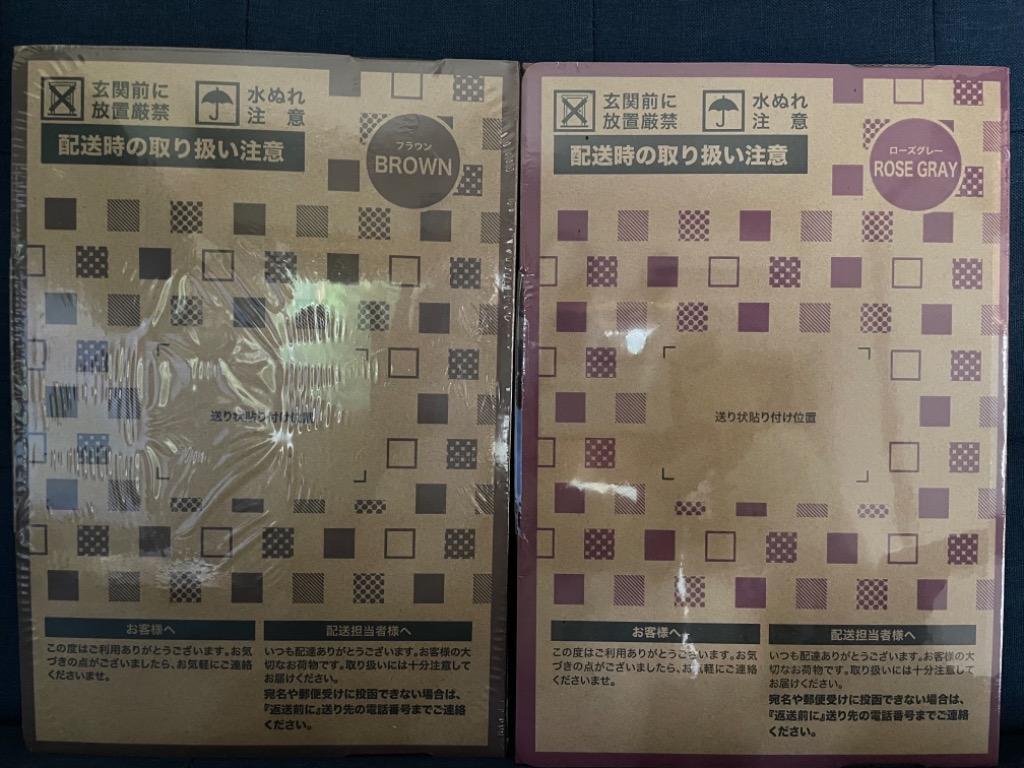 玄関前に
放置厳禁
水ぬれ
注 意
配送時の取り扱い注意
ブラウン
BROWN
送り状貼り付け位置
お客様へ
この度はご利用ありがとうございます。お気
づきの点がございましたら、お気軽にご連絡
くださいませ。
配送担当者様へ
いつも配達ありがとうございます。お客様の大
切なお荷物です。取り扱いには十分注意して
お届けください。
宛名や郵便受けに投函できない場合は、
『返送前に』送り先の電話番号までご連絡
ください。
玄関前に
放置厳禁
水ぬれ
注 意
配送時の取り扱い注意
ローズグレー
ROSE GRAY
送り状貼り付け位置
お客様へ
この度はご利用ありがとうございます。お気
づきの点がございましたら、お気軽にご連絡
くださいませ。
配送担当者様へ
いつも配達ありがとうございます。お客様の大
切なお荷物です。取り扱いには十分注意して
お届けください。
宛名や郵便受けに投函できない場合は、
『返送前に』送り先の電話番号までご連絡
ください。